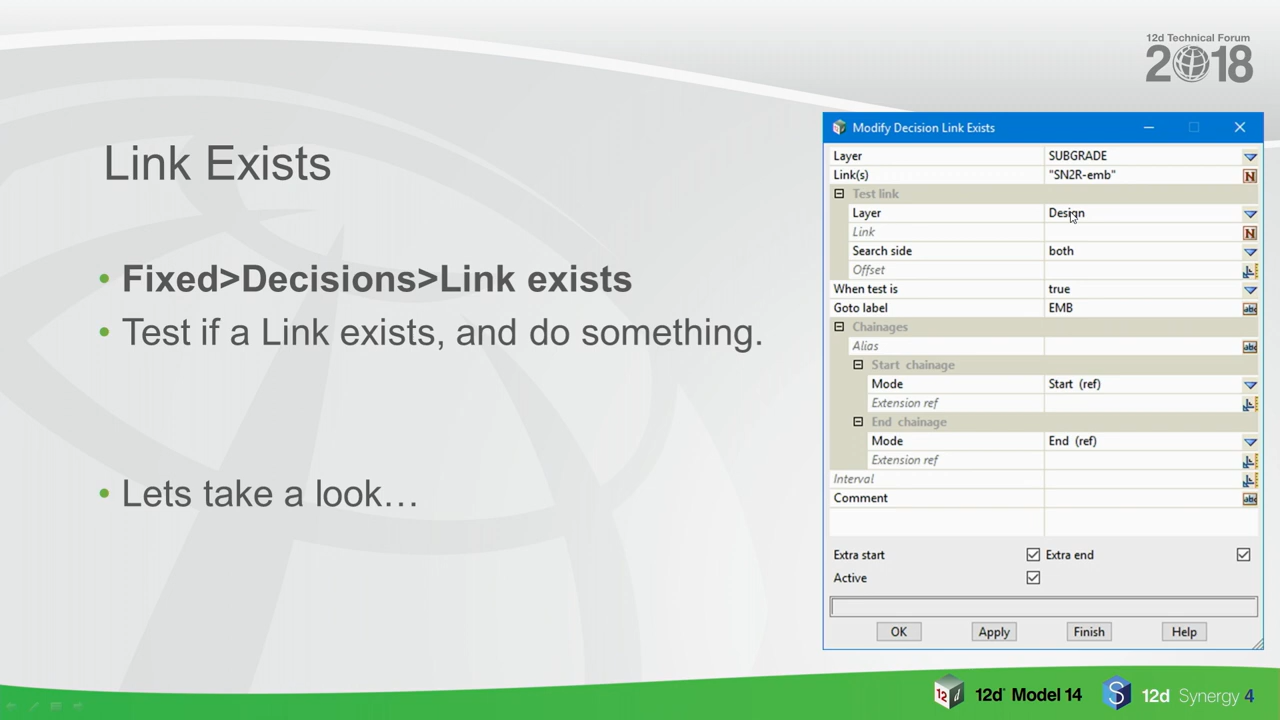 12d Technical Forum
2018
Link Exists
• Fixed>Decisions>Link exists
• Test if a Link exists, and do something.
• Lets take a look…
Modify Decision Link Exists
Layer SUBGRADE
Link(s) "SN2R-emb"
Test link
Layer Design
Link
Search side both
Offset
When test is true
Goto label EMB
Chainages
Alias
Start chainage
Mode Start (ref)
Extension ref
End chainage
Mode End (ref)
Extension ref
Interval
Comment
Extra start Extra end
Active
OK Apply Finish Help
12d 12d® Model 14 S 12d Synergy 4